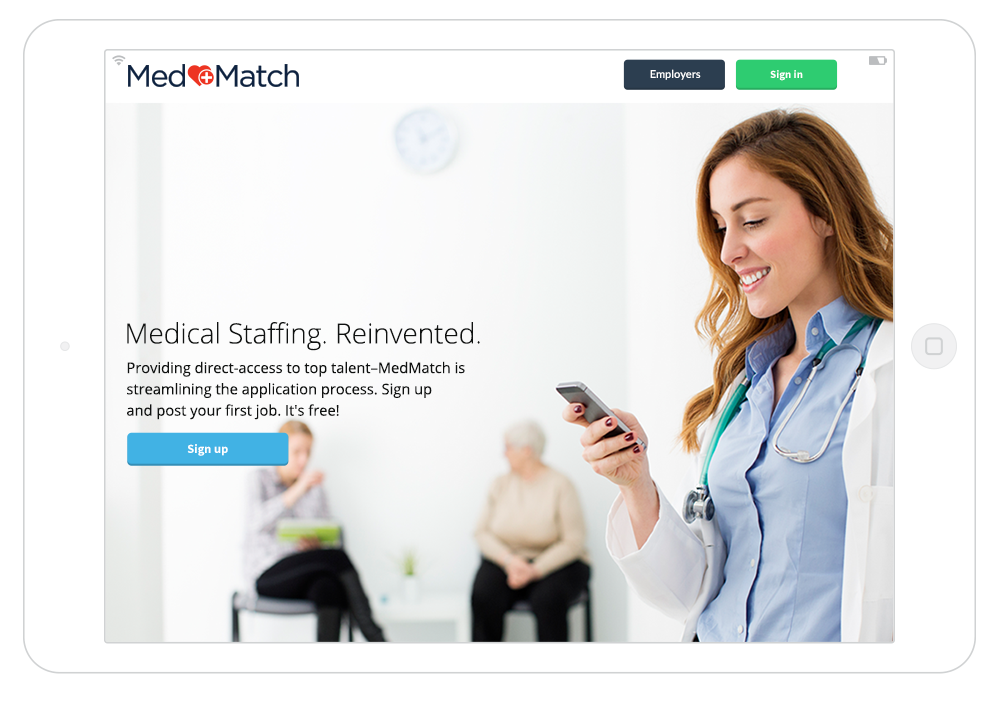 MedMatch
Employers
Sign in
Medical Staffing. Reinvented.
Providing direct-access to top talent–MedMatch is
streamlining the application process. Sign up
and post your first job. It's free!
Sign up